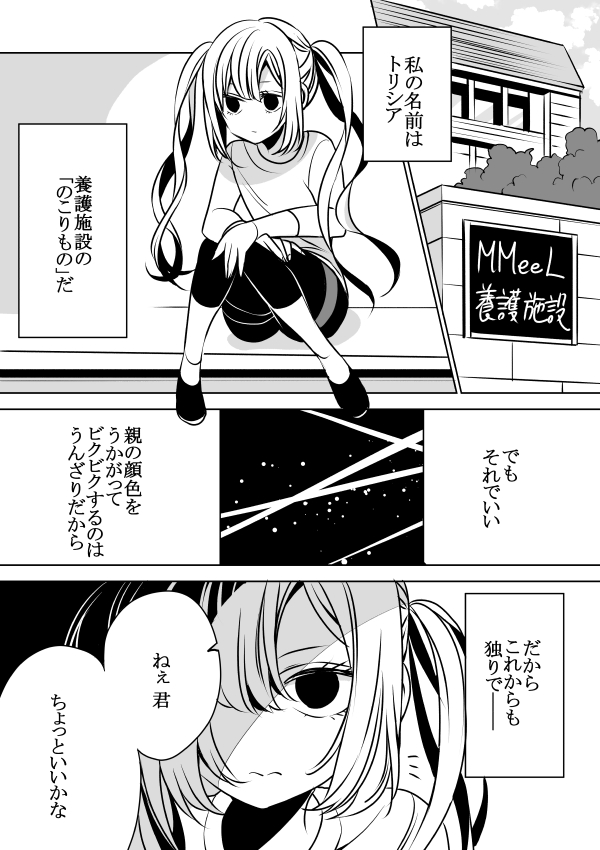 私の名前は
トリシア
MMeeL
養護施設
養護施設の
「のこりもの」だ
でも
それでいい
親の顔色を
うかがって
ビクビクするのは
うんざりだから
だから
これからも
独りで──
ねぇ 君
ちょっといいかな